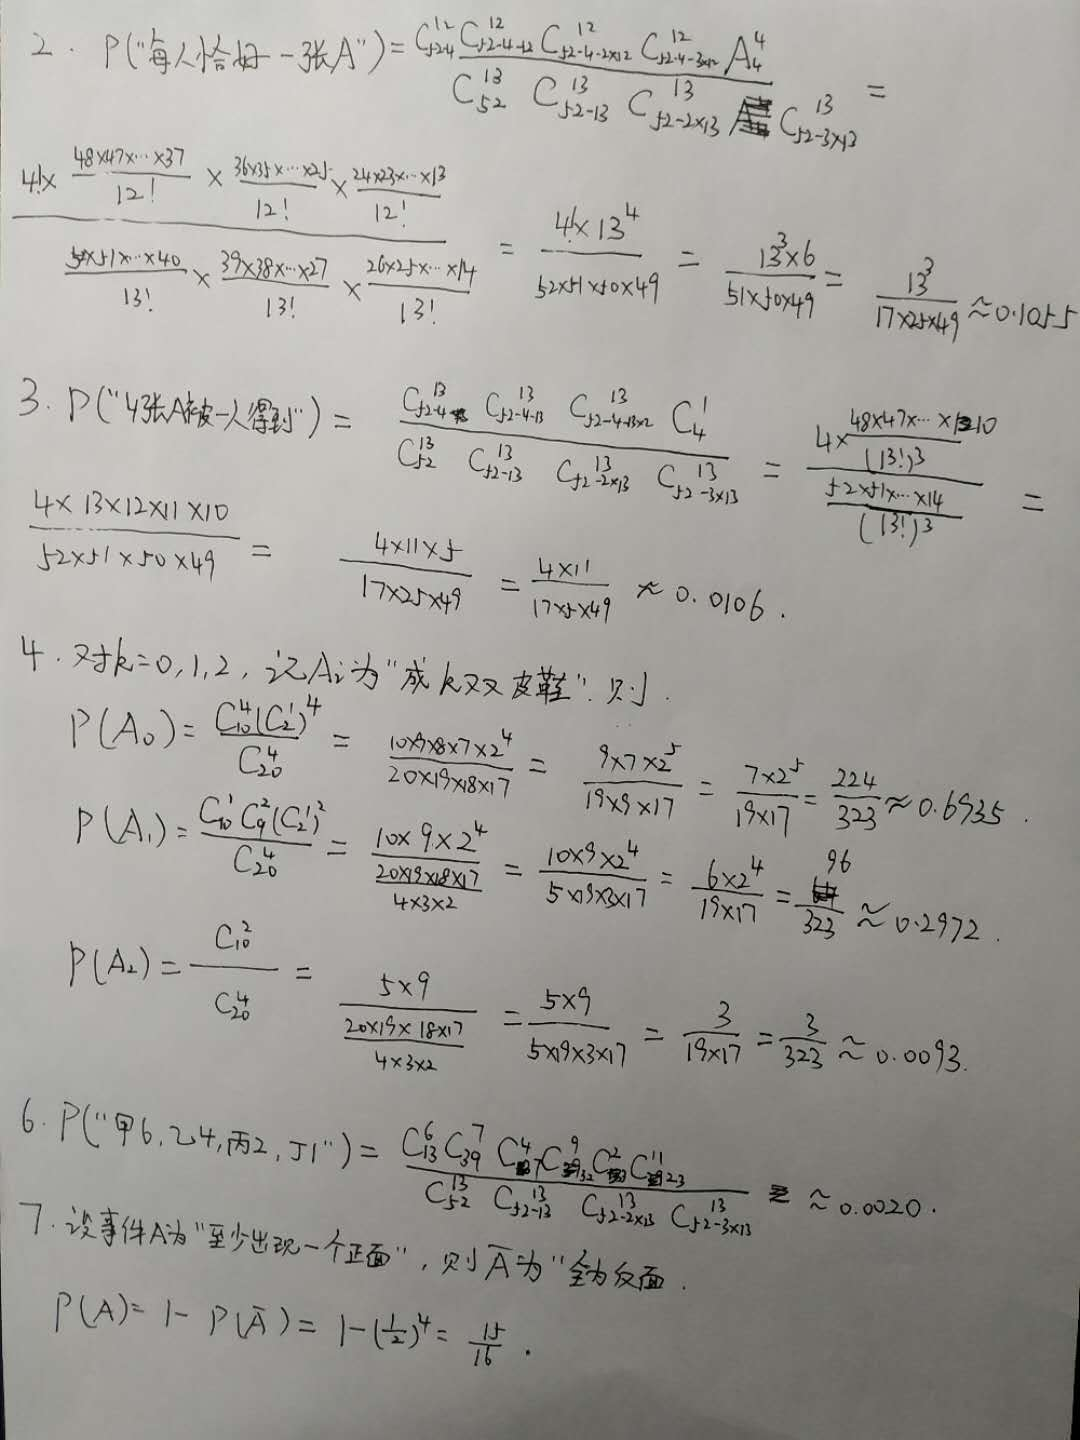 2. P("每人恰好一张A") = C_{52-4}^{12} C_{52-4-12}^{12} C_{52-4-2×12}^{12} C_{52-4-3×12}^{12} A_4^4 / C_{52}^{13} C_{52-13}^{13} C_{52-2×13}^{13} C_{52-3×13}^{13} =
4!× 48×47×…×37/12! × 36×35×…×25/12! × 24×23×…×13/12! / 52×51×…×40/13! × 39×38×…×27/13! × 26×25×…×14/13! = 4!×13^4 / 52×51×50×49 = 13^3×6 / 51×50×49 = 13^3 / 17×25×49 ≈ 0.1055
3. P("4张A被一人得到") = C_{52-4}^{13} C_{52-4-13}^{13} C_{52-4-13×2}^{13} C_4^1 / C_{52}^{13} C_{52-13}^{13} C_{52-2×13}^{13} C_{52-3×13}^{13} = 4× 48×47×…×10/(13!)^3 / 52×51×…×14/(13!)^3 =
4×13×12×11×10 / 52×51×50×49 = 4×11×5 / 17×25×49 = 4×11 / 17×5×49 ≈ 0.0106.
4. 对k=0,1,2, 记A_i为"成k双皮鞋". 则.
P(A_0) = C_{10}^4 (C_2^1)^4 / C_{20}^4 = 10×9×8×7×2^4 / 20×19×18×17 = 9×7×2^5 / 19×9×17 = 7×2^5 / 19×17 = 224/323 ≈ 0.6935.
P(A_1) = C_{10}^1 C_9^2 (C_2^1)^2 / C_{20}^4 = 10×9×2^4 / 20×19×18×17/4×3×2 = 10×9×2^4 / 5×19×3×17 = 6×2^4 / 19×17 = 96/323 ≈ 0.2972.
P(A_2) = C_{10}^2 / C_{20}^4 = 5×9 / 20×19×18×17/4×3×2 = 5×9 / 5×19×3×17 = 3 / 19×17 = 3/323 ≈ 0.0093.
6. P("甲6,乙4,丙2,丁1") = C_{13}^6 C_{39}^7 C_7^4 C_{32}^9 C^2 C_{23}^{11} / C_{52}^{13} C_{52-13}^{13} C_{52-2×13}^{13} C_{52-3×13}^{13} ≈ 0.0020.
7. 设事件A为"至少出现一个正面", 则Ā为"全为反面.
P(A) = 1 - P(Ā) = 1 - (1/2)^4 = 15/16.